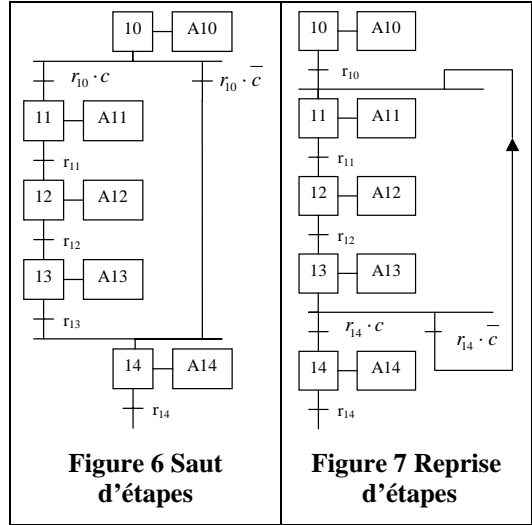 10 A10
r₁₀ · c r₁₀ · c̅
11 A11
r₁₁
12 A12
r₁₂
13 A13
r₁₃
14 A14
r₁₄
Figure 6 Saut
d’étapes
10 A10
r₁₀
11 A11
r₁₁
12 A12
r₁₂
13 A13
r₁₄ · c r₁₄ · c̅
14 A14
r₁₄
Figure 7 Reprise
d’étapes